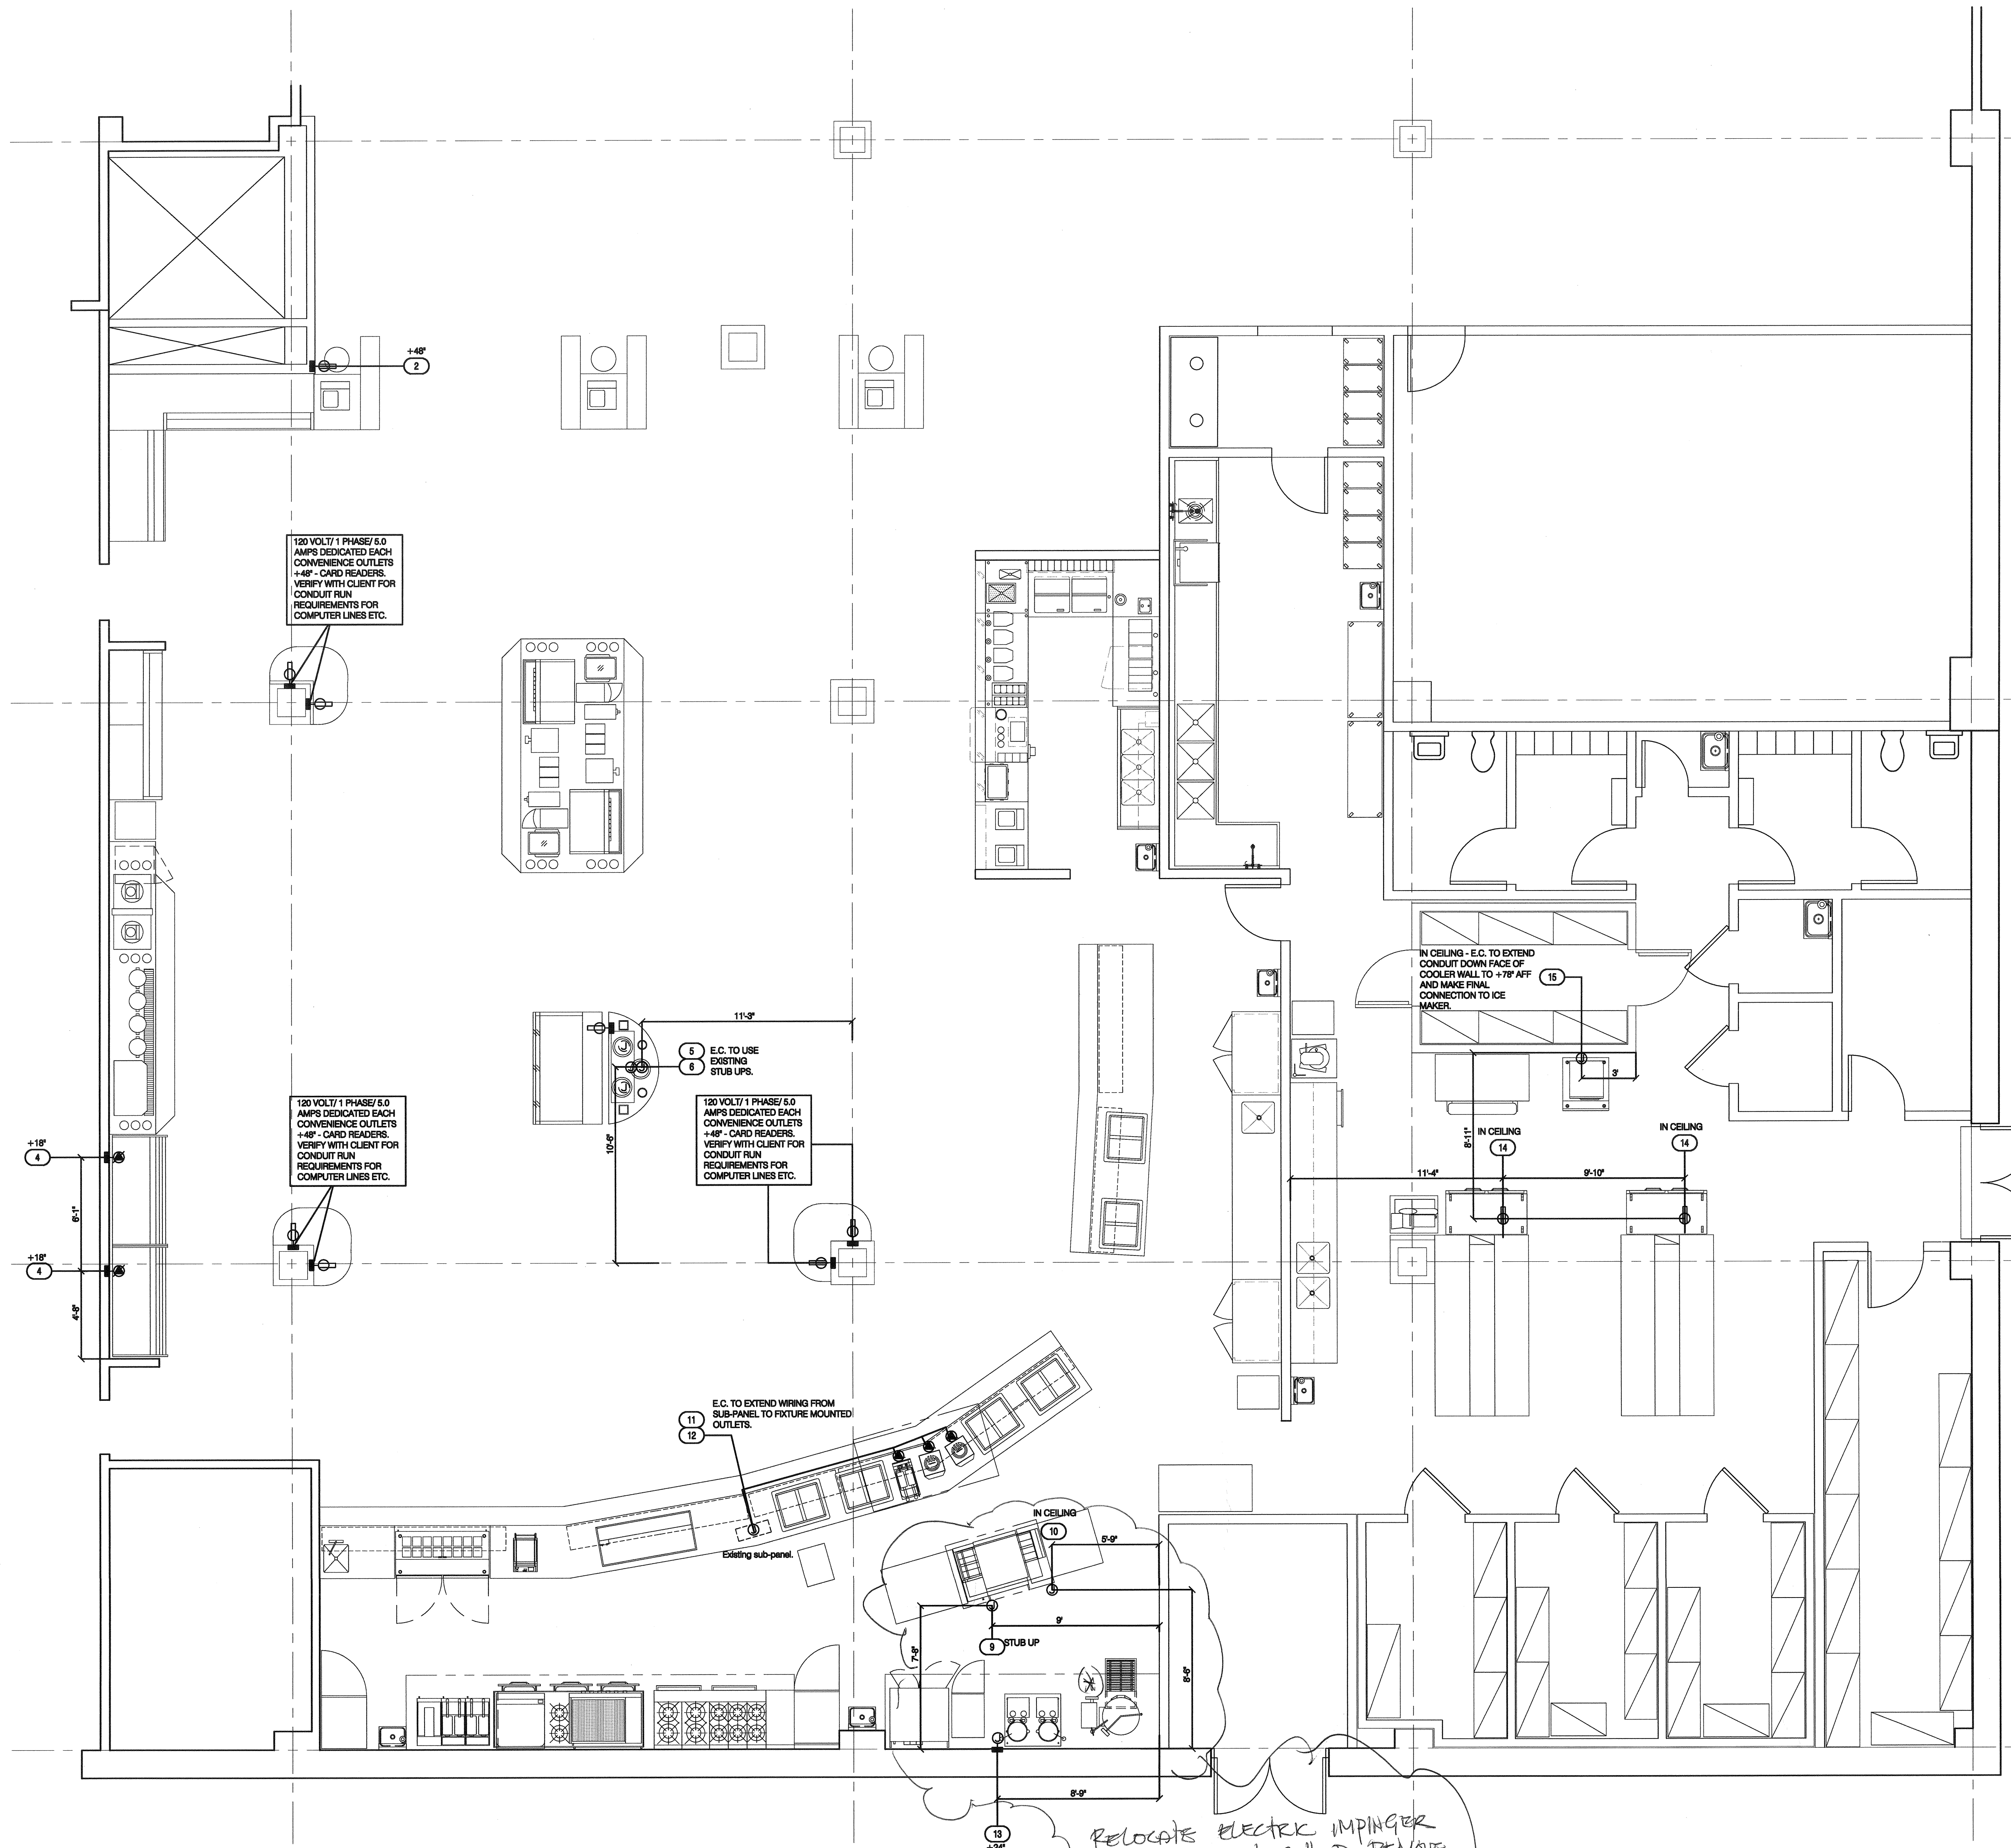 +48"
2
120 VOLT/ 1 PHASE/ 5.0
AMPS DEDICATED EACH
CONVENIENCE OUTLETS
+48" - CARD READERS.
VERIFY WITH CLIENT FOR
CONDUIT RUN
REQUIREMENTS FOR
COMPUTER LINES ETC.
IN CEILING - E.C. TO EXTEND
CONDUIT DOWN FACE OF
COOLER WALL TO +78" AFF
AND MAKE FINAL
CONNECTION TO ICE
MAKER.
15
3'
11'-3"
5
6
E.C. TO USE
EXISTING
STUB UPS.
10'-6"
120 VOLT/ 1 PHASE/ 5.0
AMPS DEDICATED EACH
CONVENIENCE OUTLETS
+48" - CARD READERS.
VERIFY WITH CLIENT FOR
CONDUIT RUN
REQUIREMENTS FOR
COMPUTER LINES ETC.
120 VOLT/ 1 PHASE/ 5.0
AMPS DEDICATED EACH
CONVENIENCE OUTLETS
+48" - CARD READERS.
VERIFY WITH CLIENT FOR
CONDUIT RUN
REQUIREMENTS FOR
COMPUTER LINES ETC.
8'-11"
IN CEILING
14
IN CEILING
14
11'-4"
9'-10"
+18"
4
6'-1"
+18"
4
4'-8"
11
12
E.C. TO EXTEND WIRING FROM
SUB-PANEL TO FIXTURE MOUNTED
OUTLETS.
Existing sub-panel.
IN CEILING
10
5'-9"
9'
9
STUB UP
7'-8"
8'-6"
8'-9"
13
+24"
RELOCATE ELECTRIC IMPINGER